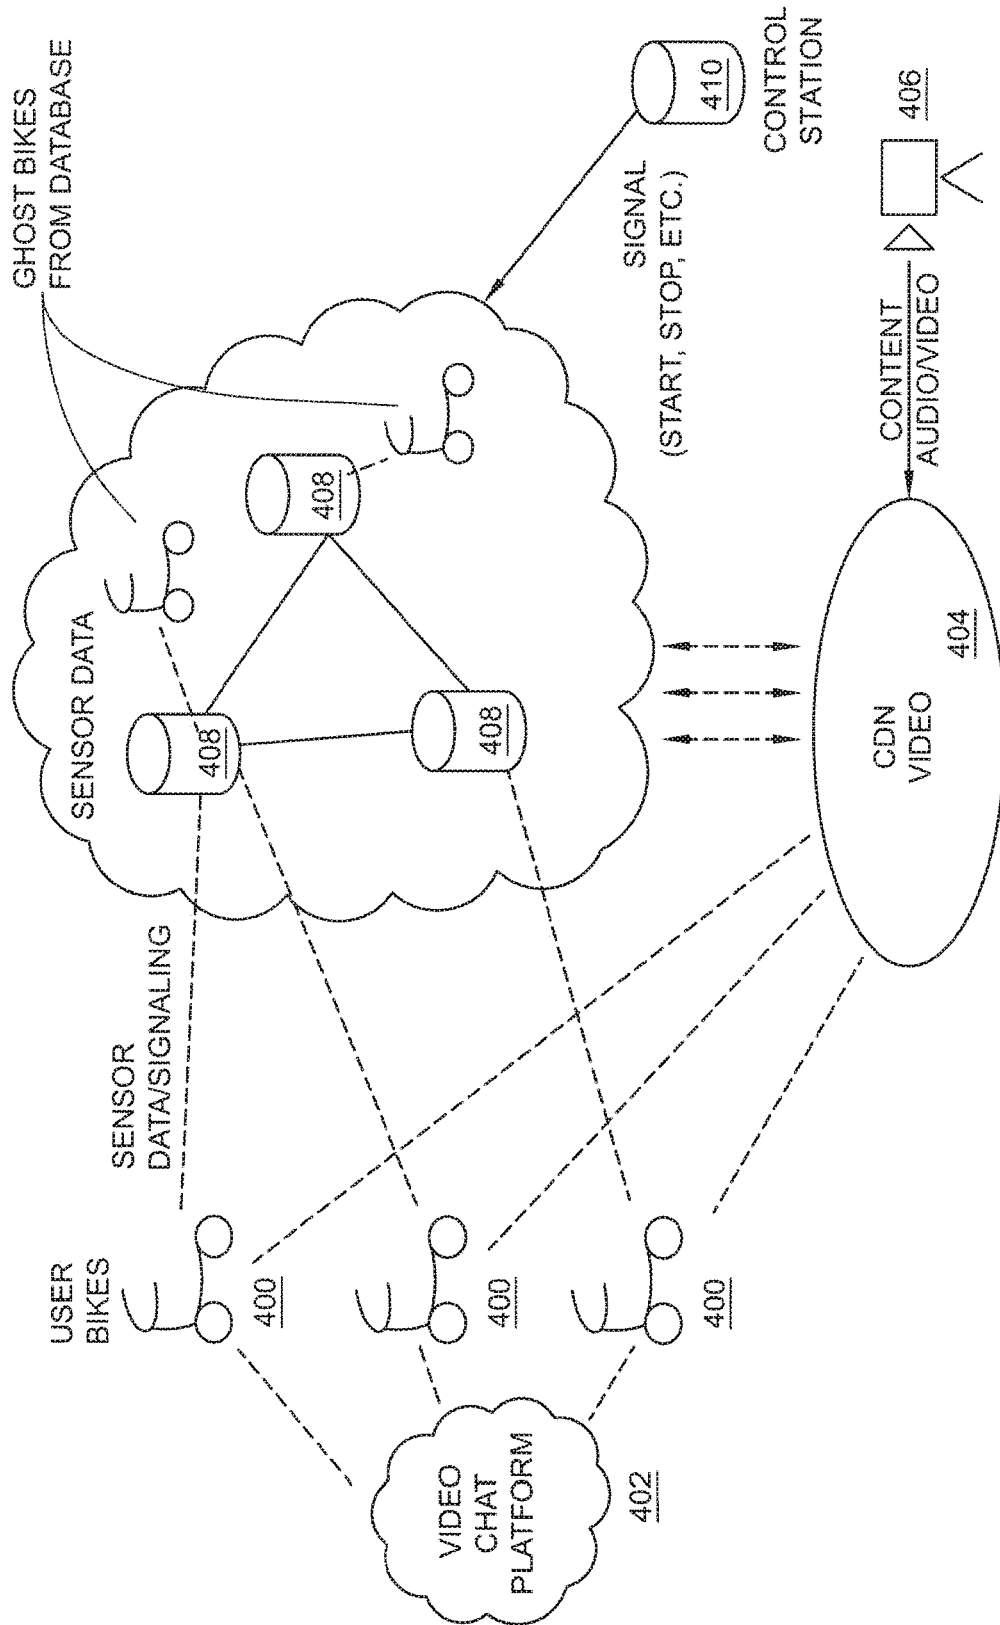 GHOST BIKES
FROM DATABASE
SENSOR DATA
SENSOR
DATA/SIGNALING
USER
BIKES
400
400
400
VIDEO
CHAT
PLATFORM
402
408
408
408
410
CONTROL
STATION
SIGNAL
(START, STOP, ETC.)
406
CONTENT
AUDIO/VIDEO
CDN
VIDEO
404